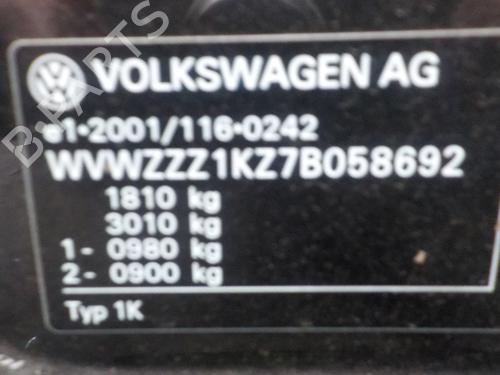 VOLKSWAGEN AG
e1*2001/116*0242
WVWZZZ1KZ7B058692
1810 kg
3010 kg
1- 0980 kg
2- 0900 kg
Typ 1K
B-PARTS